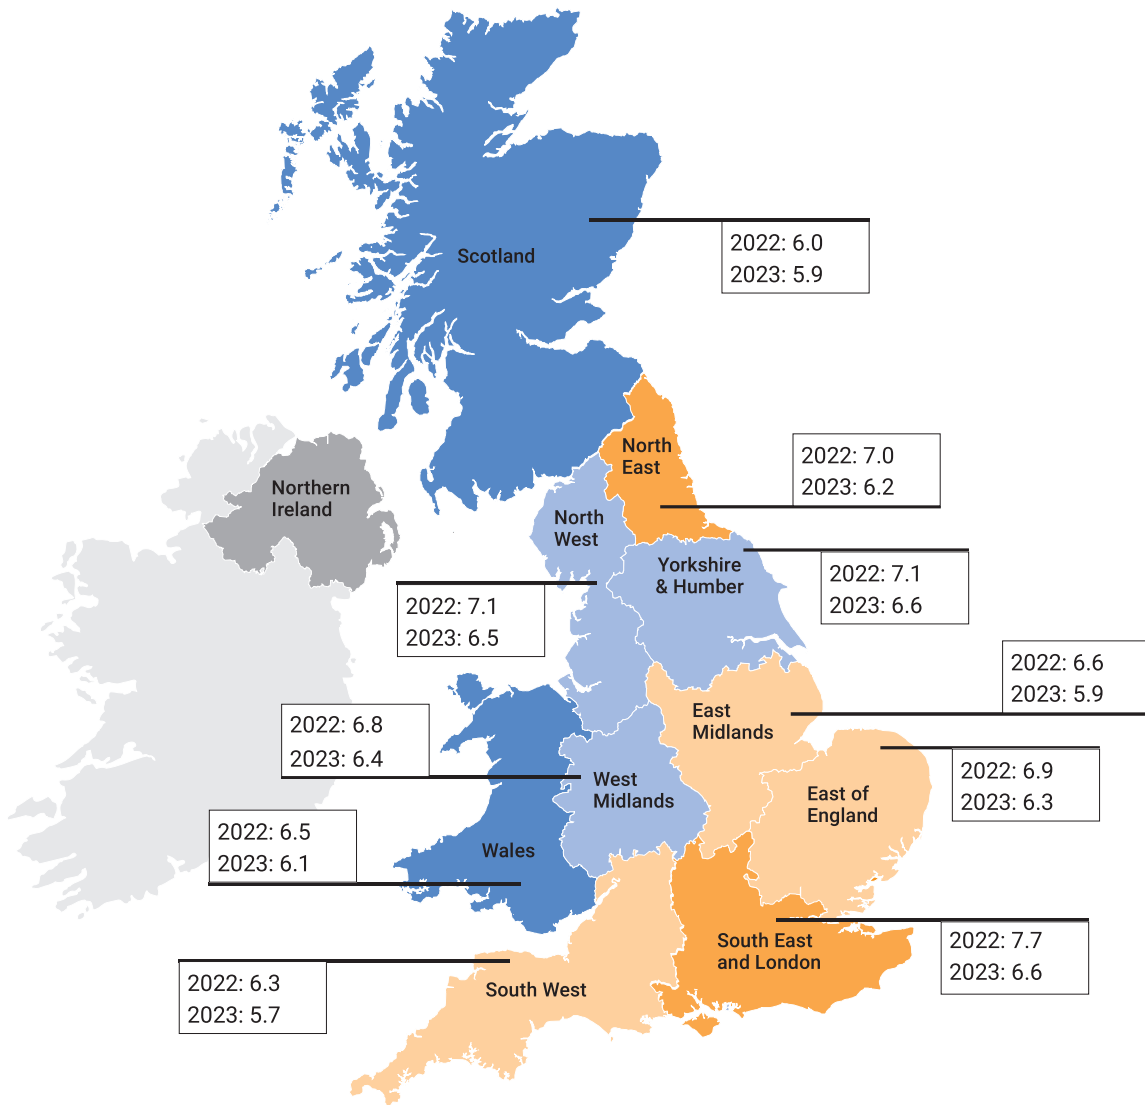 2022: 6.0
2023: 5.9
Scotland
North
East
2022: 7.0
2023: 6.2
Northern
Ireland
North
West
Yorkshire
& Humber
2022: 7.1
2023: 6.6
2022: 7.1
2023: 6.5
2022: 6.6
2023: 5.9
East
Midlands
2022: 6.8
2023: 6.4
West
Midlands
2022: 6.9
2023: 6.3
East of
England
2022: 6.5
2023: 6.1
Wales
2022: 7.7
2023: 6.6
South East
and London
2022: 6.3
2023: 5.7
South West